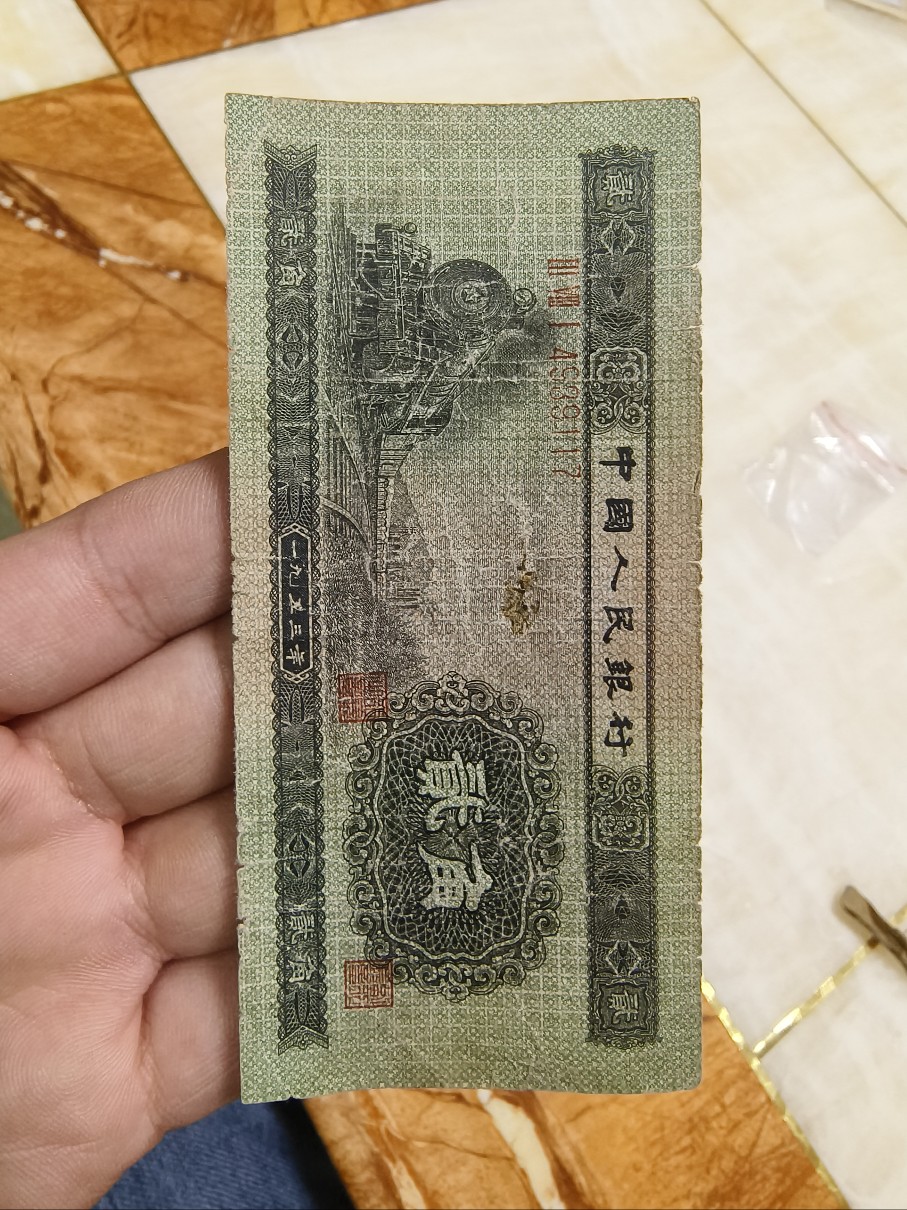 貳 中國人民銀行 貳
貳角
貳角 一九五三年 貳角